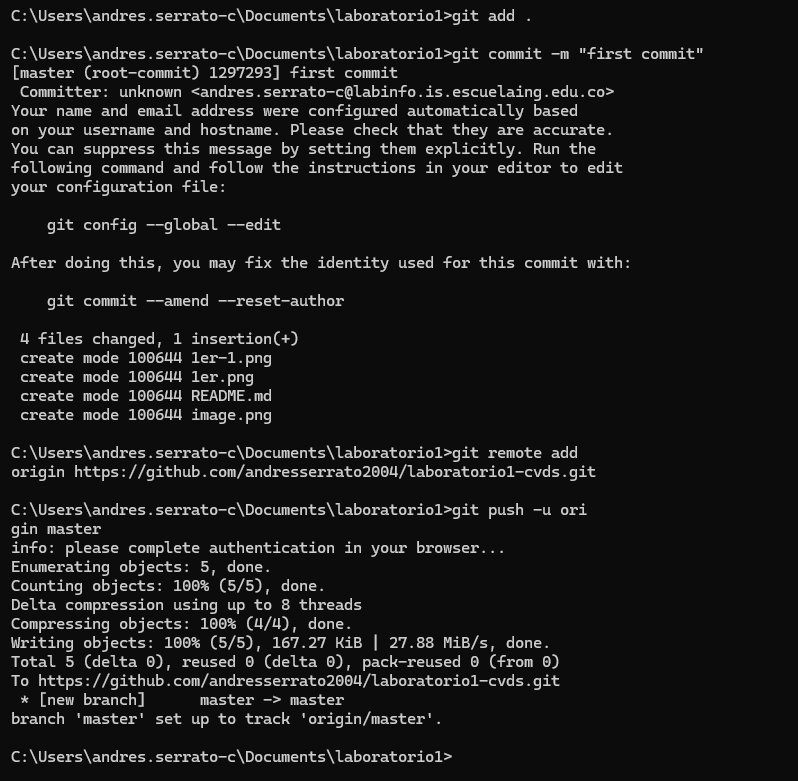 C:\Users\andres.serrato-c\Documents\laboratorio1>git add .
C:\Users\andres.serrato-c\Documents\laboratorio1>git commit -m "first commit"
[master (root-commit) 1297293] first commit
 Committer: unknown <andres.serrato-c@labinfo.is.escuelaing.edu.co>
Your name and email address were configured automatically based
on your username and hostname. Please check that they are accurate.
You can suppress this message by setting them explicitly. Run the
following command and follow the instructions in your editor to edit
your configuration file:
    git config --global --edit
After doing this, you may fix the identity used for this commit with:
    git commit --amend --reset-author
 4 files changed, 1 insertion(+)
 create mode 100644 1er-1.png
 create mode 100644 1er.png
 create mode 100644 README.md
 create mode 100644 image.png
C:\Users\andres.serrato-c\Documents\laboratorio1>git remote add
origin https://github.com/andresserrato2004/laboratorio1-cvds.git
C:\Users\andres.serrato-c\Documents\laboratorio1>git push -u ori
gin master
info: please complete authentication in your browser...
Enumerating objects: 5, done.
Counting objects: 100% (5/5), done.
Delta compression using up to 8 threads
Compressing objects: 100% (4/4), done.
Writing objects: 100% (5/5), 167.27 KiB | 27.88 MiB/s, done.
Total 5 (delta 0), reused 0 (delta 0), pack-reused 0 (from 0)
To https://github.com/andresserrato2004/laboratorio1-cvds.git
 * [new branch]      master -> master
branch 'master' set up to track 'origin/master'.
C:\Users\andres.serrato-c\Documents\laboratorio1>